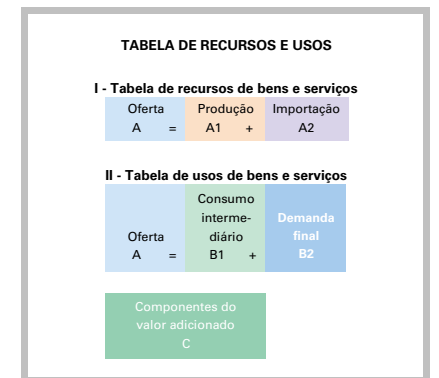 TABELA DE RECURSOS E USOS
I - Tabela de recursos de bens e serviços
Oferta Produção Importação
A = A1 + A2
II - Tabela de usos de bens e serviços
Consumo
interme- Demanda
Oferta diário final
A = B1 + B2
Componentes do
valor adicionado
C